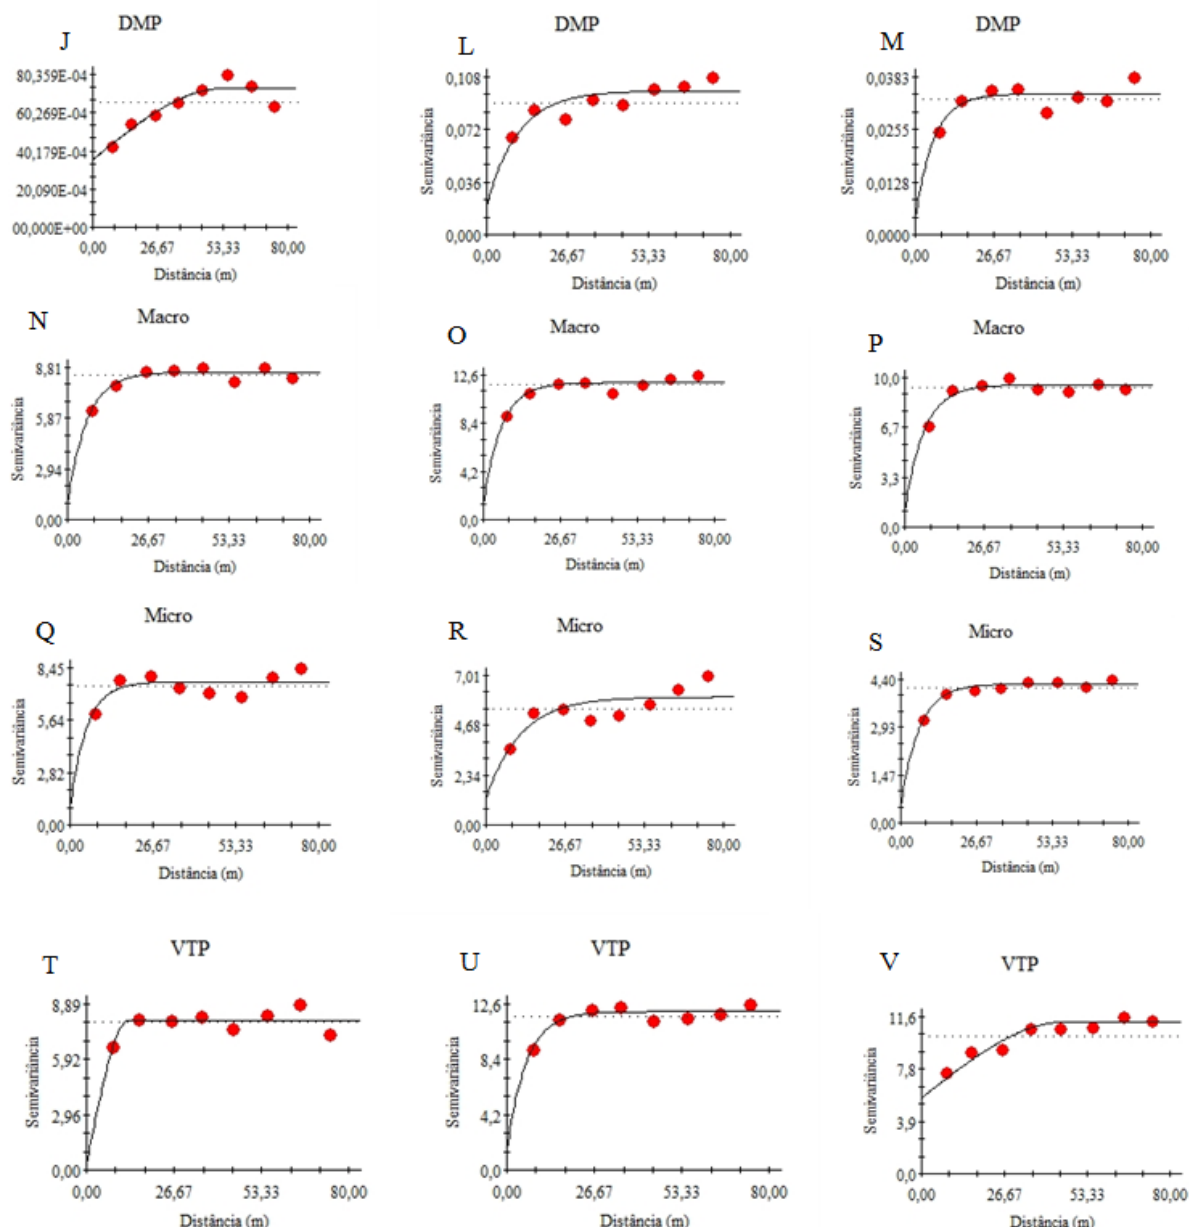 DMP
J
80,359E-04
60,269E-04
40,179E-04
20,090E-04
00,000E+00
0,00 26,67 53,33 80,00
Distância (m)
DMP
L
Semivariância
0,108
0,072
0,036
0,000
0,00 26,67 53,33 80,00
Distância (m)
DMP
M
Semivariância
0,0383
0,0255
0,0128
0,0000
0,00 26,67 53,33 80,00
Distância (m)
Macro
N
Semivariância
8,81
5,87
2,94
0,00
0,00 26,67 53,33 80,00
Distância (m)
Macro
O
Semivariância
12,6
8,4
4,2
0,0
0,00 26,67 53,33 80,00
Distância (m)
Macro
P
Semivariância
10,0
6,7
3,3
0,0
0,00 26,67 53,33 80,00
Distância (m)
Micro
Q
Semivariância
8,45
5,64
2,82
0,00
0,00 26,67 53,33 80,00
Distância (m)
Micro
R
Semivariância
7,01
4,68
2,34
0,00
0,00 26,67 53,33 80,00
Distância (m)
Micro
S
Semivariância
4,40
2,93
1,47
0,00
0,00 26,67 53,33 80,00
Distância (m)
VTP
T
Semivariância
8,89
5,92
2,96
0,00
0,00 26,67 53,33 80,00
Distância (m)
VTP
U
Semivariância
12,6
8,4
4,2
0,0
0,00 26,67 53,33 80,00
Distância (m)
VTP
V
Semivariância
11,6
7,8
3,9
0,0
0,00 26,67 53,33 80,00
Distância (m)